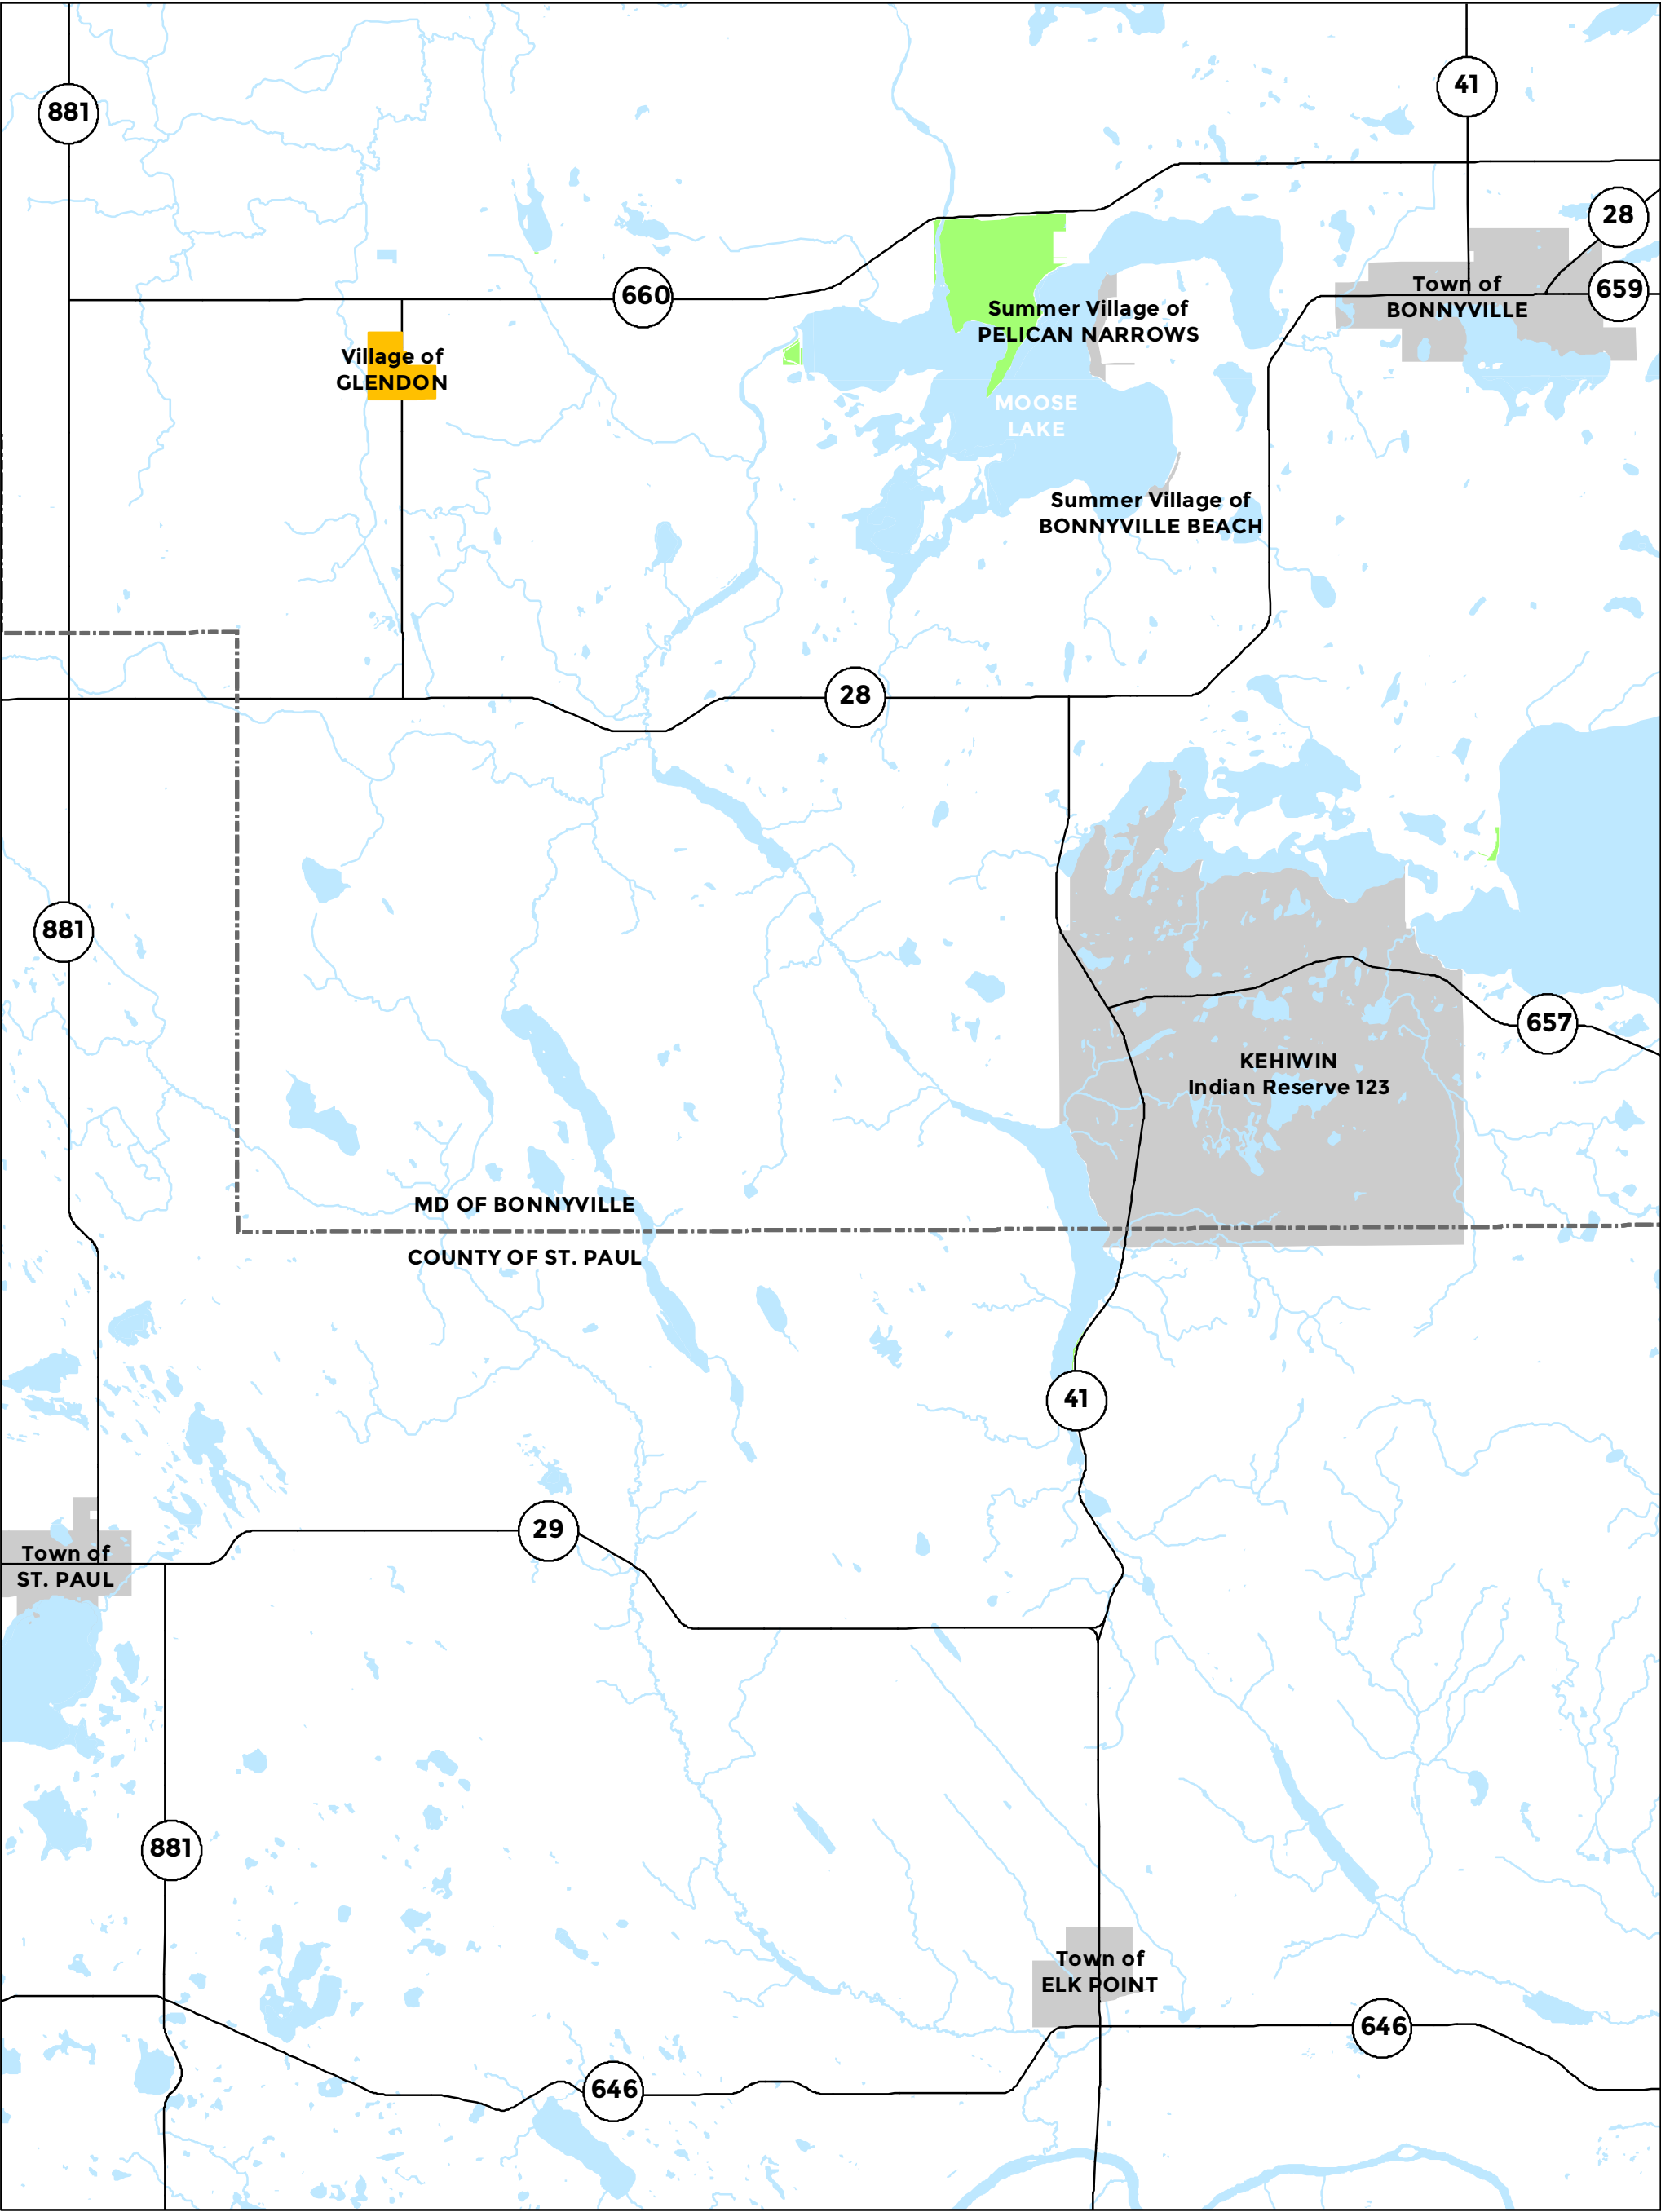 41
881
28
659
660
Town of
BONNYVILLE
Summer Village of
PELICAN NARROWS
Village of
GLENDON
MOOSE
LAKE
Summer Village of
BONNYVILLE BEACH
28
881
657
KEHIWIN
Indian Reserve 123
MD OF BONNYVILLE
COUNTY OF ST. PAUL
41
29
Town of
ST. PAUL
881
Town of
ELK POINT
646
646